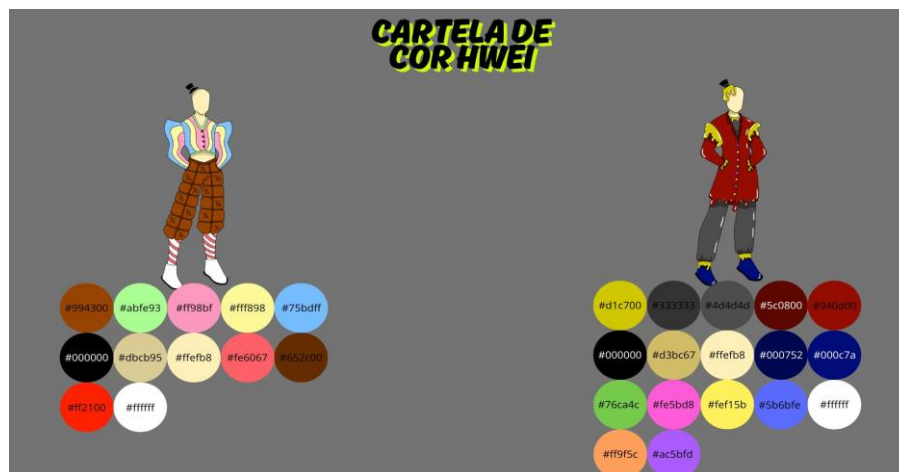 CARTELA DE
COR HWEI
#994300 #abfe93 #ff98bf #fff898 #75bdff
#000000 #dbcb95 #ffefb8 #fe6067 #652c00
#ff2100 #ffffff
#d1c700 #333333 #4d4d4d #5c0800 #940d00
#000000 #d3bc67 #ffefb8 #000752 #000c7a
#76ca4c #fe5bd8 #fef15b #5b6bfe #ffffff
#ff9f5c #ac5bfd